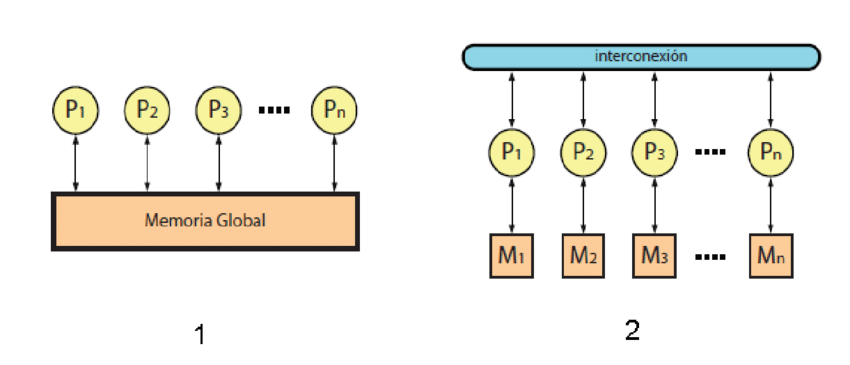 P1 P2 P3 Pn
Memoria Global
1
interconexión
P1 P2 P3 Pn
M1 M2 M3 Mn
2